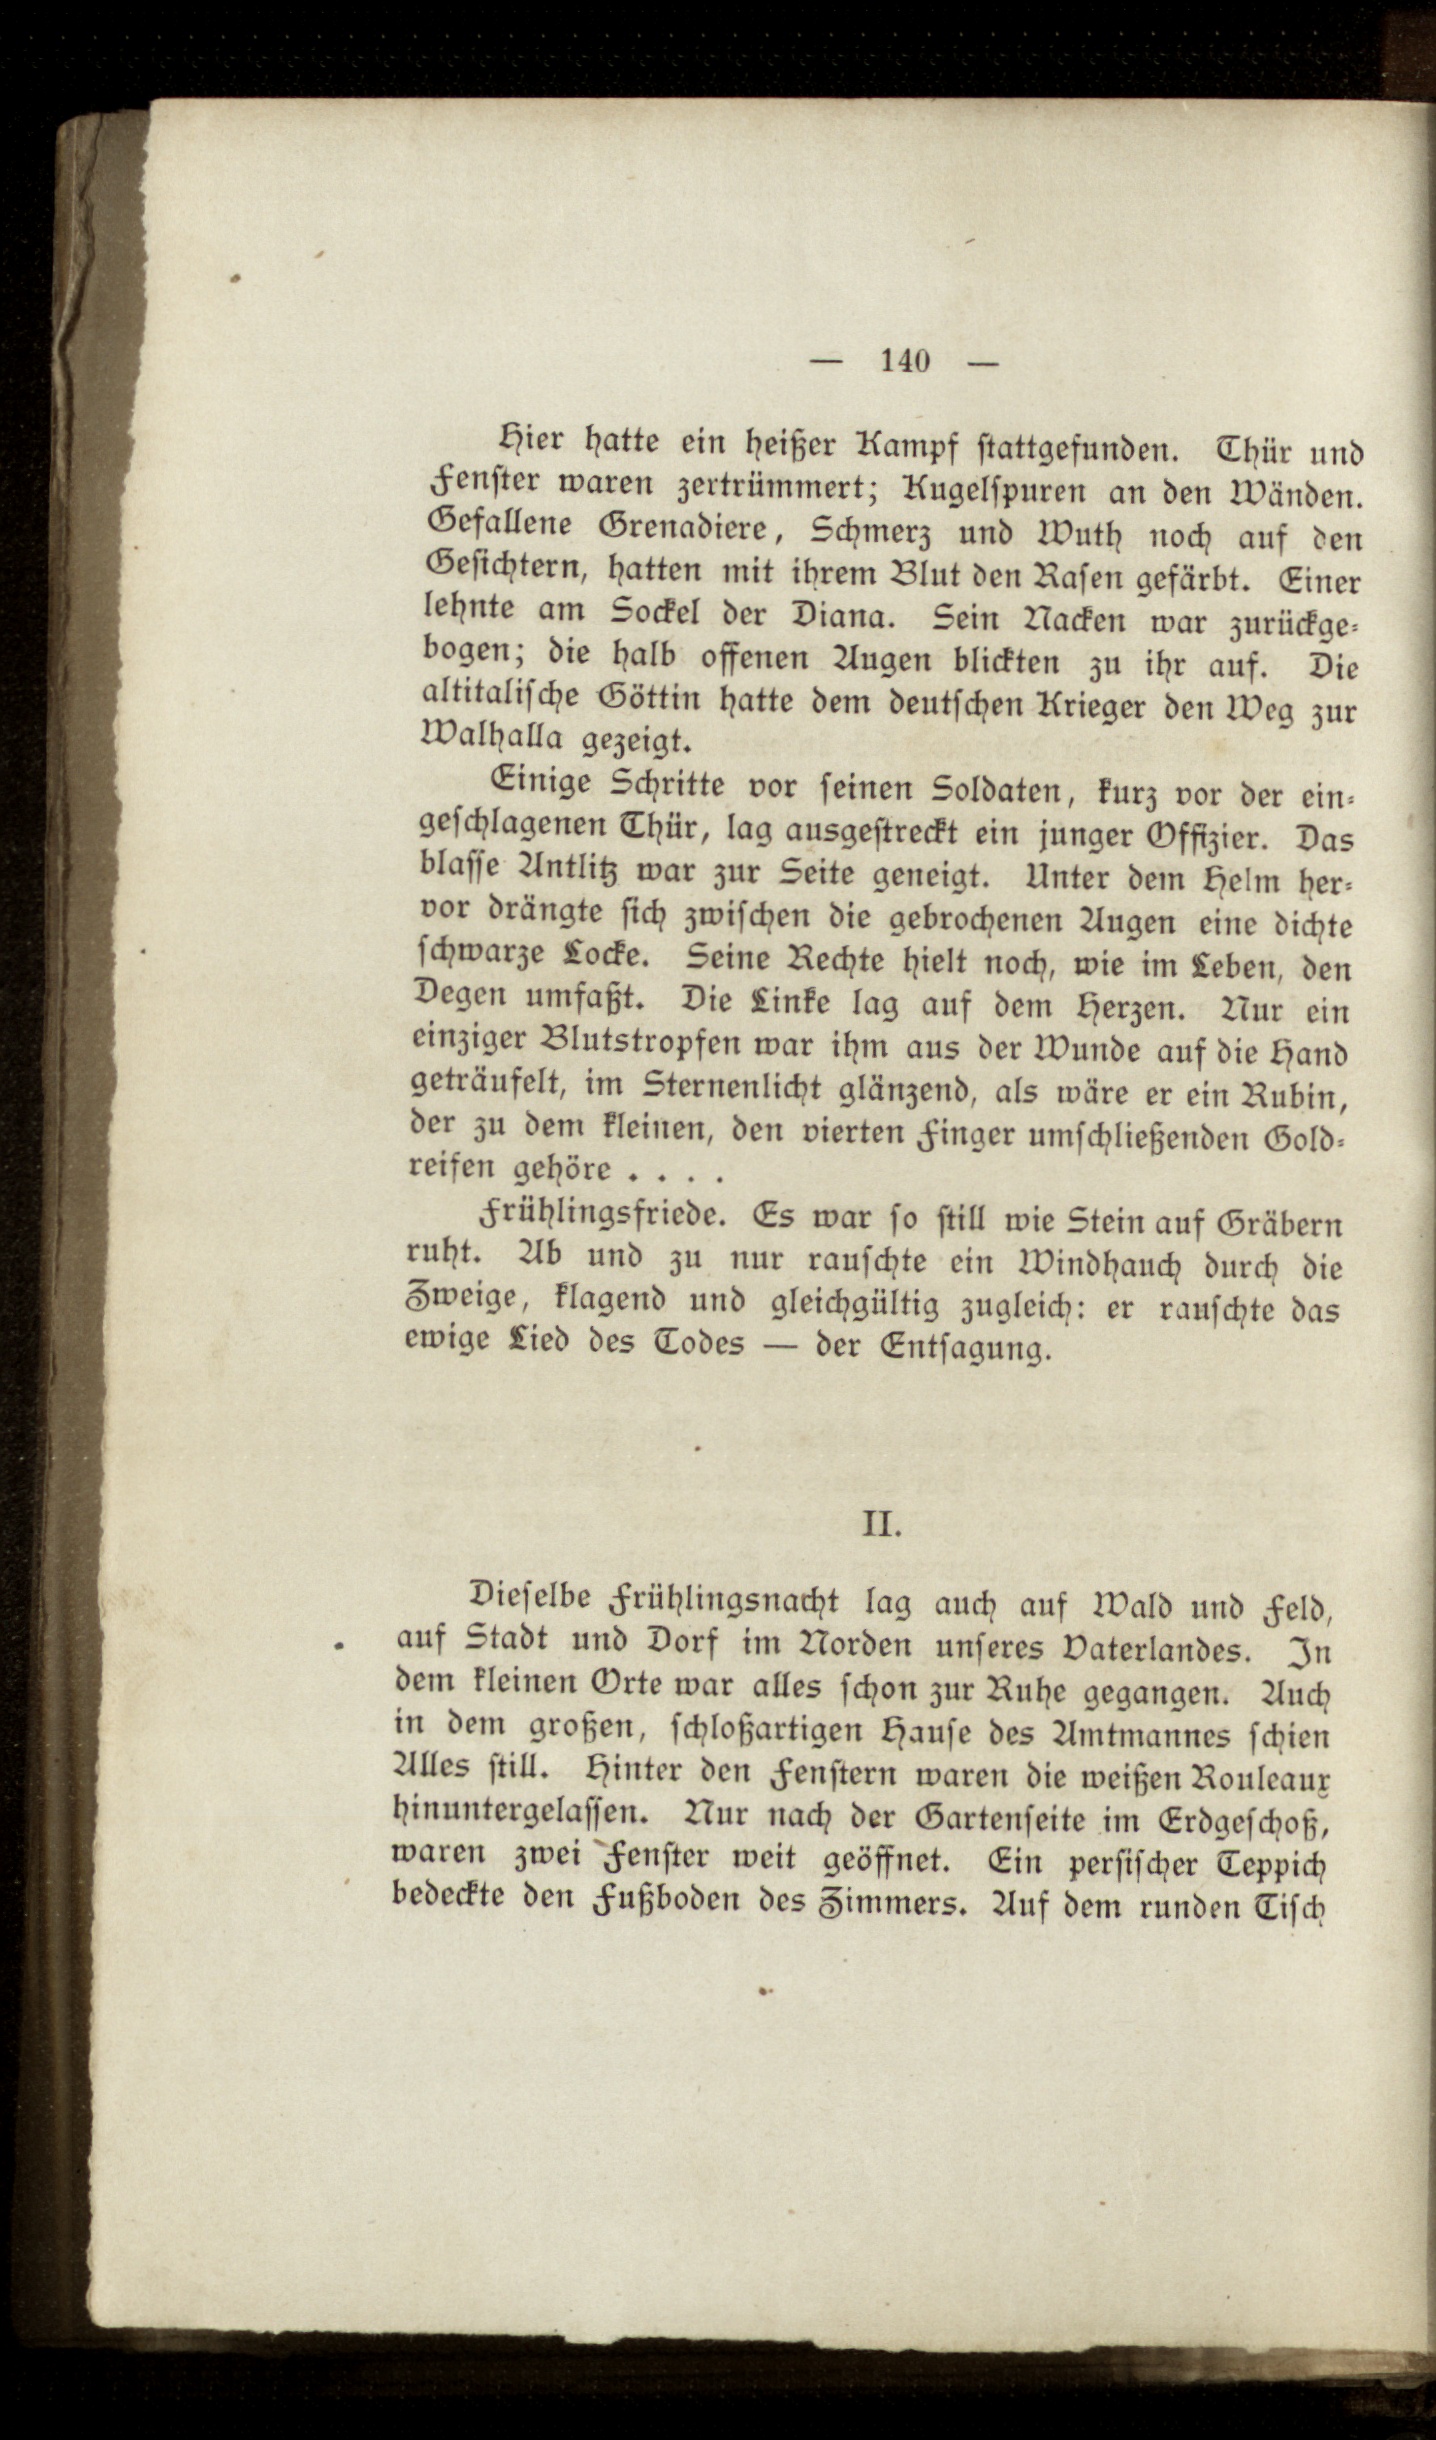 — 140 —
Hier hatte ein heißer Kampf ſtattgefunden. Thür und
Fenſter waren zertrümmert; Kugelſpuren an den Wänden.
Gefallene Grenadiere, Schmerz und Wuth noch auf den
Geſichtern, hatten mit ihrem Blut den Raſen gefärbt. Einer
lehnte am Sockel der Diana. Sein Nacken war zurückge-
bogen; die halb offenen Augen blickten zu ihr auf. Die
altitaliſche Göttin hatte dem deutſchen Krieger den Weg zur
Walhalla gezeigt.
Einige Schritte vor ſeinen Soldaten, kurz vor der ein-
geſchlagenen Thür, lag ausgeſtreckt ein junger Offizier. Das
blaſſe Antlitz war zur Seite geneigt. Unter dem Helm her-
vor drängte ſich zwiſchen die gebrochenen Augen eine dichte
ſchwarze Locke. Seine Rechte hielt noch, wie im Leben, den
Degen umfaßt. Die Linke lag auf dem Herzen. Nur ein
einziger Blutstropfen war ihm aus der Wunde auf die Hand
geträufelt, im Sternenlicht glänzend, als wäre er ein Rubin,
der zu dem kleinen, den vierten Finger umſchließenden Gold-
reifen gehöre . . . .
Frühlingsfriede. Es war ſo ſtill wie Stein auf Gräbern
ruht. Ab und zu nur rauſchte ein Windhauch durch die
Zweige, klagend und gleichgültig zugleich: er rauſchte das
ewige Lied des Todes — der Entſagung.
II.
Dieſelbe Frühlingsnacht lag auch auf Wald und Feld,
auf Stadt und Dorf im Norden unſeres Vaterlandes. In
dem kleinen Orte war alles ſchon zur Ruhe gegangen. Auch
in dem großen, ſchloßartigen Hauſe des Amtmannes ſchien
Alles ſtill. Hinter den Fenſtern waren die weißen Rouleaux
hinuntergelaſſen. Nur nach der Gartenſeite im Erdgeſchoß,
waren zwei Fenſter weit geöffnet. Ein perſiſcher Teppich
bedeckte den Fußboden des Zimmers. Auf dem runden Tiſch